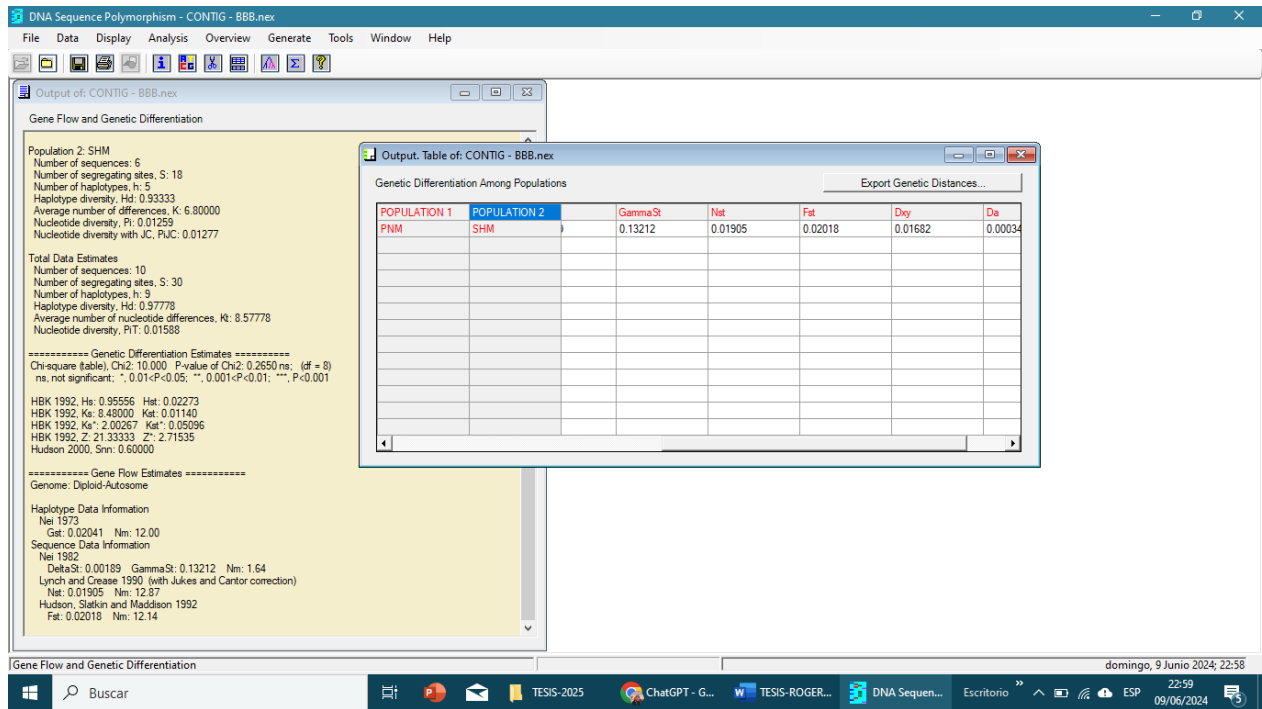 DNA Sequence Polymorphism - CONTIG - BBB.nex
File Data Display Analysis Overview Generate Tools Window Help
Output of: CONTIG - BBB.nex
Gene Flow and Genetic Differentiation
Population 2: SHM
Number of sequences: 6
Number of segregating sites, S: 18
Number of haplotypes, h: 5
Haplotype diversity, Hd: 0.93333
Average number of differences, K: 6.80000
Nucleotide diversity, Pi: 0.01259
Nucleotide diversity with JC, PiJC: 0.01277
Total Data Estimates
Number of sequences: 10
Number of segregating sites, S: 30
Number of haplotypes, h: 9
Haplotype diversity, Hd: 0.97778
Average number of nucleotide differences, Kt: 8.57778
Nucleotide diversity, PiT: 0.01588
=========== Genetic Differentiation Estimates ==========
Chi-square (table), Chi2: 10.000 P-value of Chi2: 0.2650 ns; (df = 8)
ns, not significant; *, 0.01<P<0.05; **, 0.001<P<0.01; ***, P<0.001
HBK 1992, Hs: 0.95556 Hst: 0.02273
HBK 1992, Ks: 8.48000 Kst: 0.01140
HBK 1992, Ks*: 2.00267 Kst*: 0.05096
HBK 1992, Z: 21.33333 Z*: 2.71535
Hudson 2000, Snn: 0.60000
=========== Gene Flow Estimates ===========
Genome: Diploid-Autosome
Haplotype Data Information
Nei 1973
Gst: 0.02041 Nm: 12.00
Sequence Data Information
Nei 1982
DeltaSt: 0.00189 GammaSt: 0.13212 Nm: 1.64
Lynch and Crease 1990 (with Jukes and Cantor correction)
Nst: 0.01905 Nm: 12.87
Hudson, Slatkin and Maddison 1992
Fst: 0.02018 Nm: 12.14
Output. Table of: CONTIG - BBB.nex
Genetic Differentiation Among Populations
Export Genetic Distances...
POPULATION 1 POPULATION 2 GammaSt Nst Fst Dxy Da
PNM SHM 0.13212 0.01905 0.02018 0.01682 0.00034
Gene Flow and Genetic Differentiation
domingo, 9 Junio 2024; 22:58
Buscar
TESIS-2025
ChatGPT - G...
TESIS-ROGER...
DNA Sequen...
Escritorio
ESP
22:59
09/06/2024
5